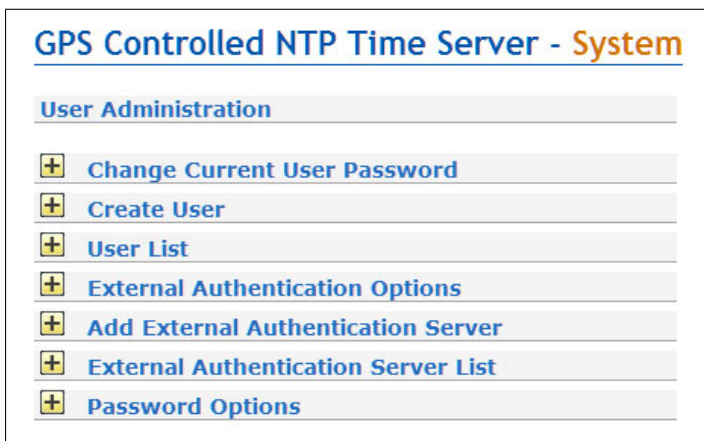 GPS Controlled NTP Time Server - System
User Administration
Change Current User Password
Create User
User List
External Authentication Options
Add External Authentication Server
External Authentication Server List
Password Options